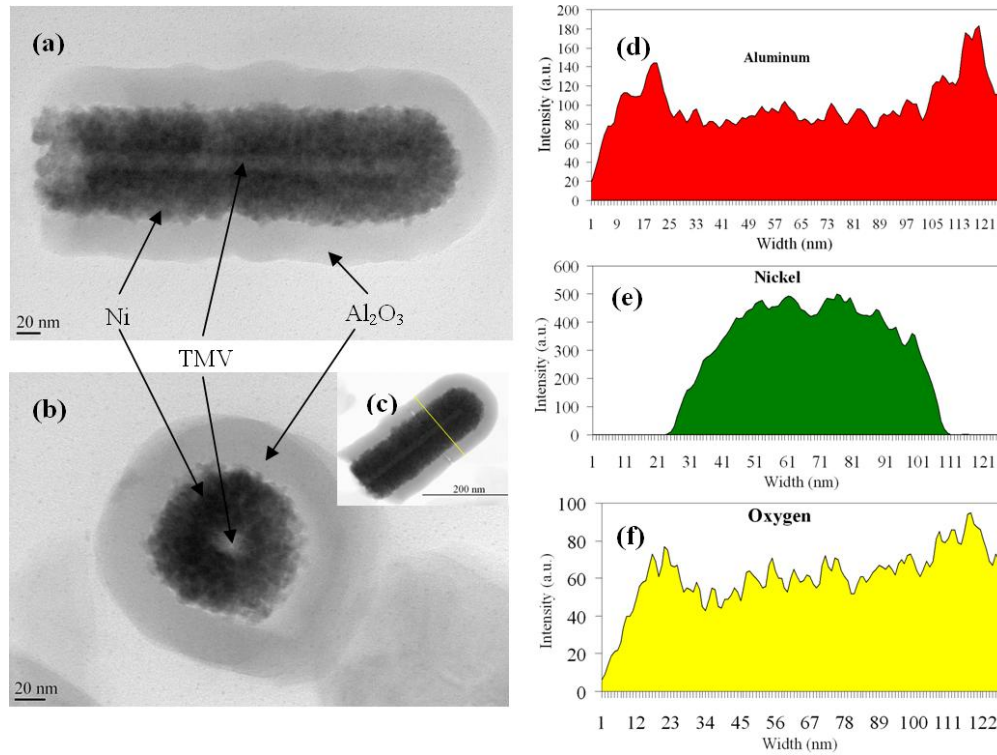 (a)
20 nm
Ni
TMV
Al₂O₃
(b)
20 nm
(c)
200 nm
(d)
Aluminum
Intensity (a.u.)
200
180
160
140
120
100
80
60
40
20
0
1 9 17 25 33 41 49 57 65 73 81 89 97 105 113 121
Width (nm)
(e)
Nickel
Intensity (a.u.)
600
500
400
300
200
100
0
1 11 21 31 41 51 61 71 81 91 101 111 121
Width (nm)
(f)
Oxygen
Intensity (a.u.)
100
80
60
40
20
0
1 12 23 34 45 56 67 78 89 100 111 122
Width (nm)